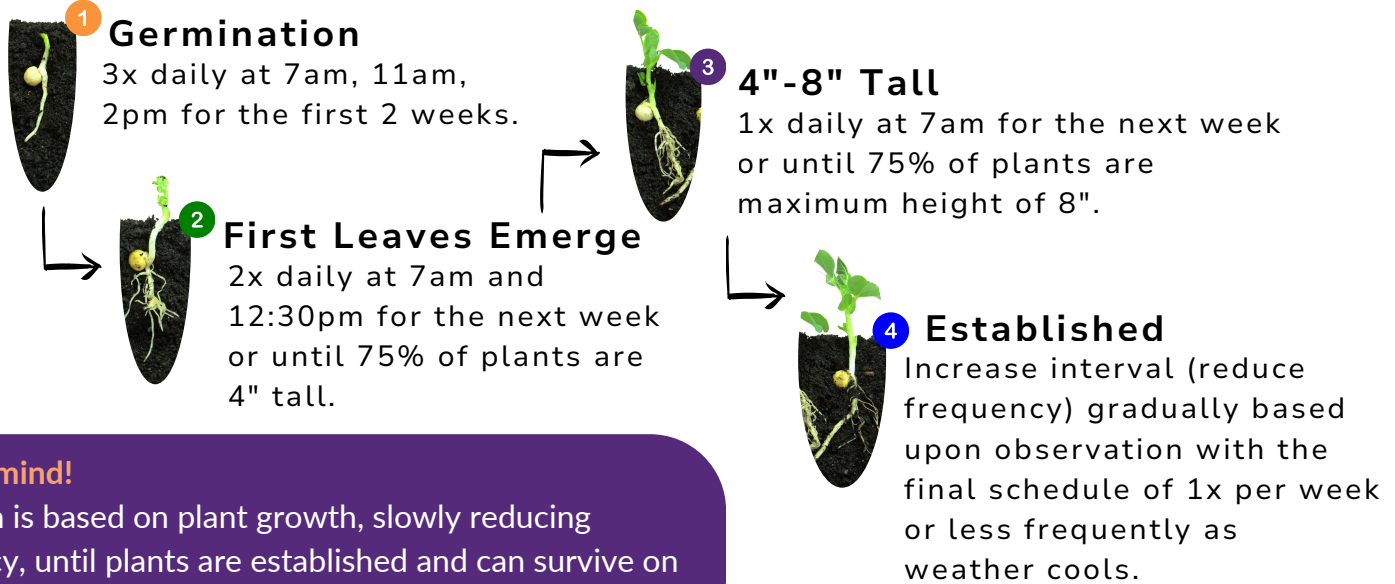 1
Germination
3x daily at 7am, 11am,
2pm for the first 2 weeks.
2
First Leaves Emerge
2x daily at 7am and
12:30pm for the next week
or until 75% of plants are
4" tall.
3
4"-8" Tall
1x daily at 7am for the next week
or until 75% of plants are
maximum height of 8".
4
Established
Increase interval (reduce
frequency) gradually based
upon observation with the
final schedule of 1x per week
or less frequently as
weather cools.
mind!
is based on plant growth, slowly reducing
until plants are established and can survive on